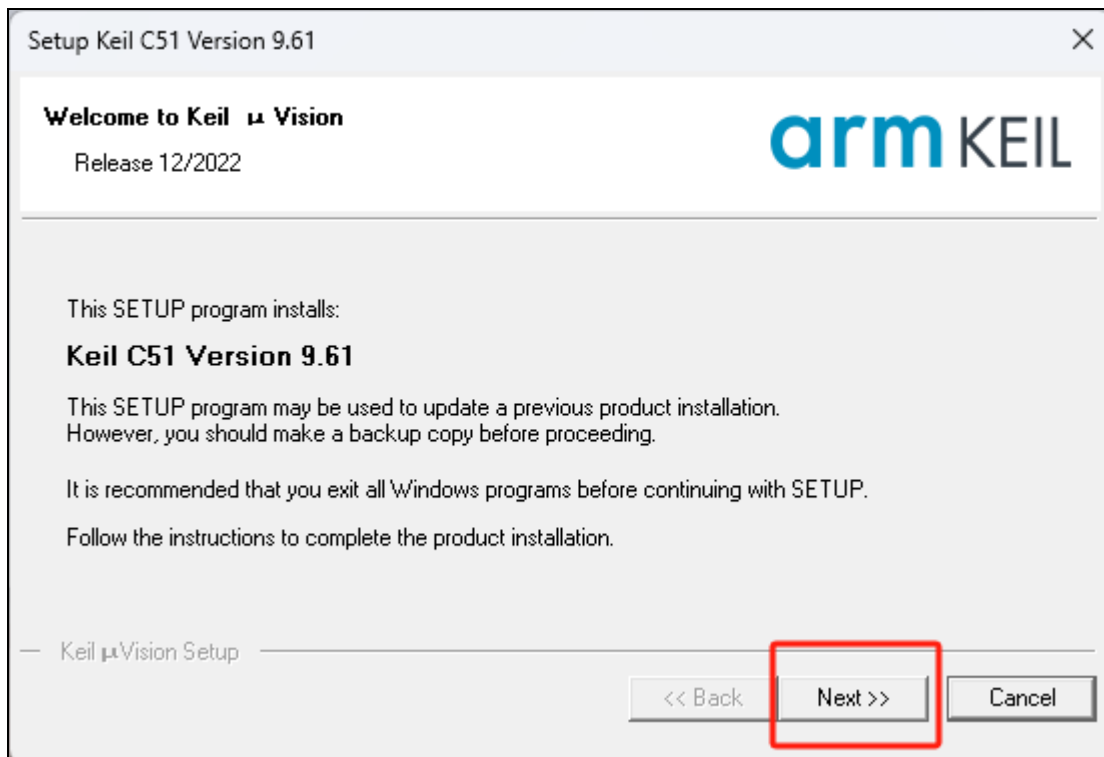 Setup Keil C51 Version 9.61
Welcome to Keil μ Vision
Release 12/2022
arm KEIL
This SETUP program installs:
Keil C51 Version 9.61
This SETUP program may be used to update a previous product installation.
However, you should make a backup copy before proceeding.
It is recommended that you exit all Windows programs before continuing with SETUP.
Follow the instructions to complete the product installation.
Keil μVision Setup
<< Back
Next >>
Cancel